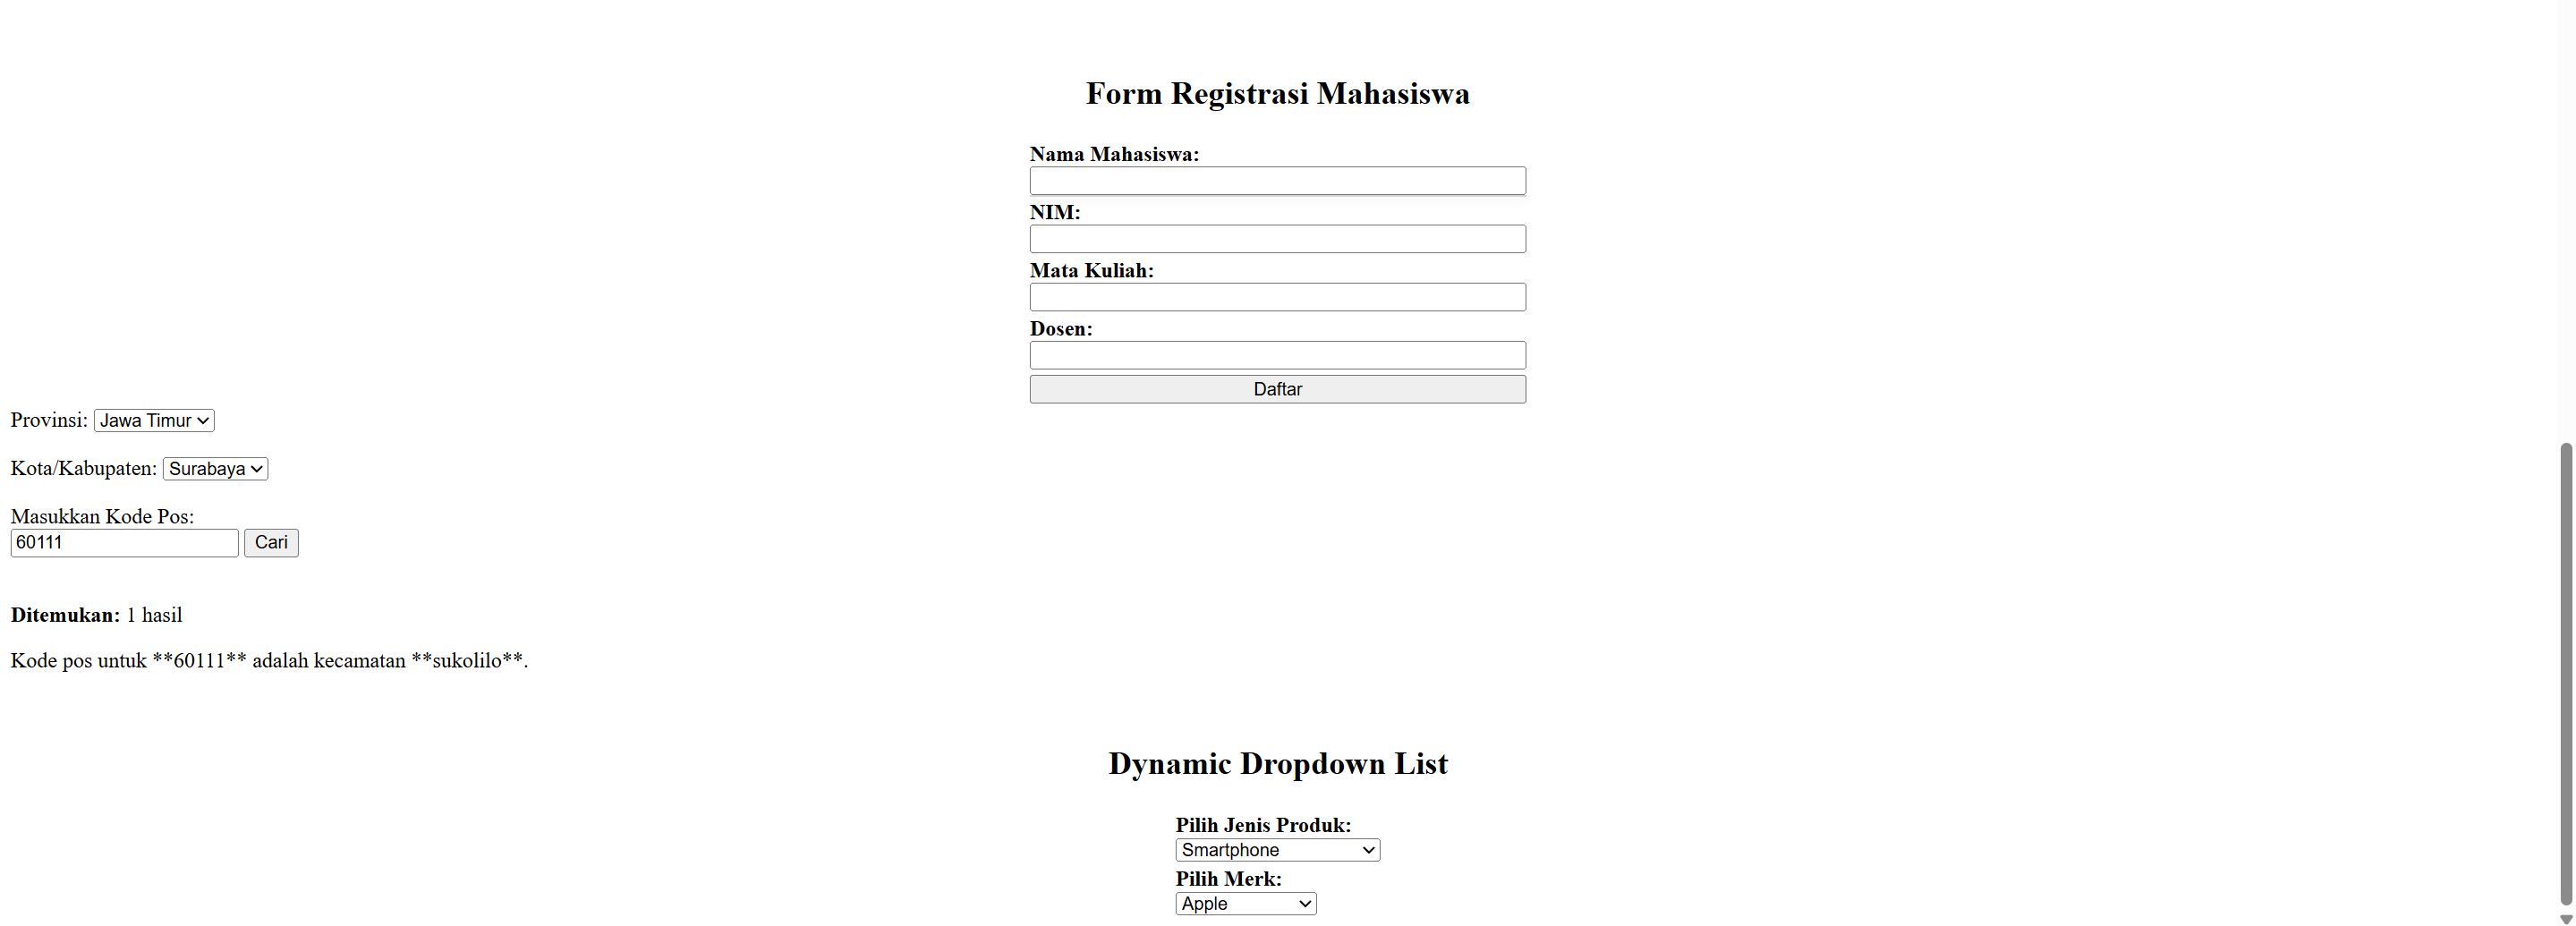 Form Registrasi Mahasiswa
Nama Mahasiswa:
NIM:
Mata Kuliah:
Dosen:
Daftar
Provinsi: Jawa Timur
Kota/Kabupaten: Surabaya
Masukkan Kode Pos:
60111 Cari
Ditemukan: 1 hasil
Kode pos untuk **60111** adalah kecamatan **sukolilo**.
Dynamic Dropdown List
Pilih Jenis Produk:
Smartphone
Pilih Merk:
Apple